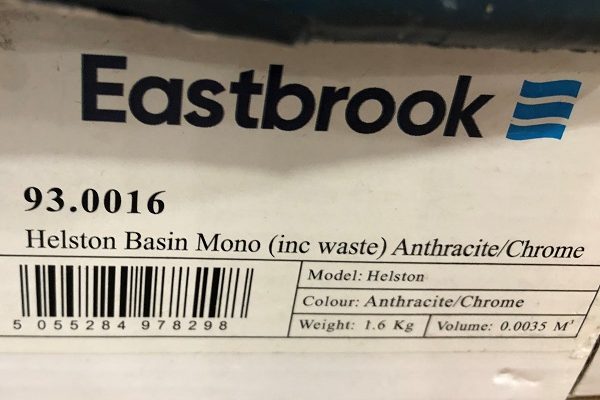 Eastbrook
93.0016
Helston Basin Mono (inc waste) Anthracite/Chrome
Model: Helston
Colour: Anthracite/Chrome
Weight: 1.6 Kg
Volume: 0.0035 M³
5 055284 978298